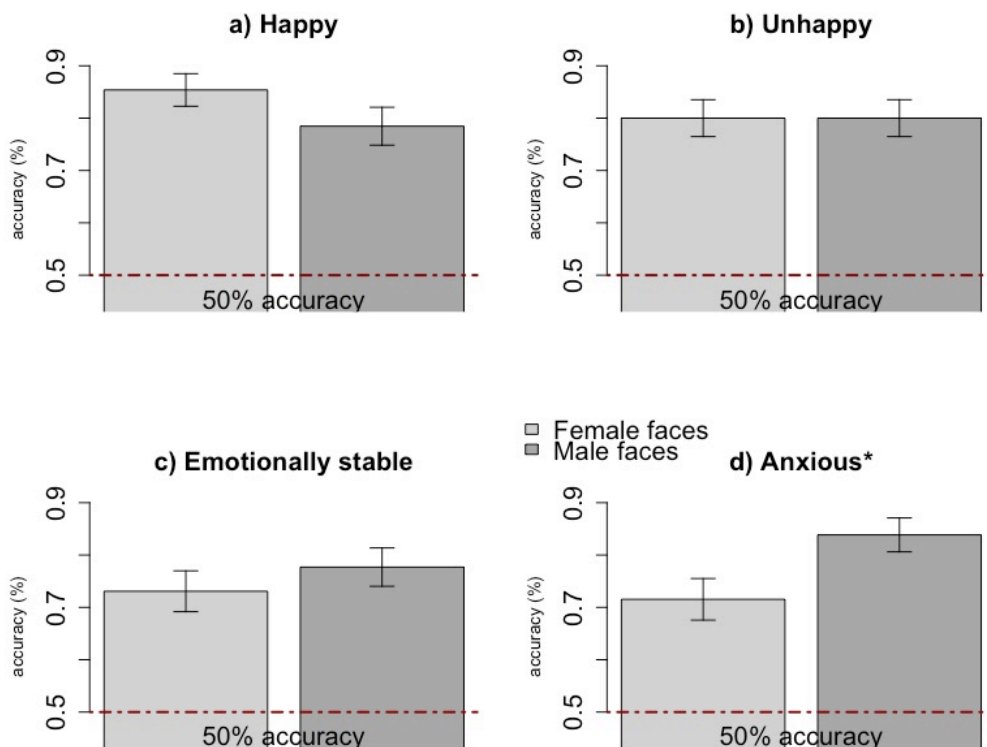 a) Happy
0.9
0.7
0.5
accuracy (%)
50% accuracy
b) Unhappy
0.9
0.7
0.5
accuracy (%)
50% accuracy
Female faces
Male faces
c) Emotionally stable
0.9
0.7
0.5
accuracy (%)
50% accuracy
d) Anxious*
0.9
0.7
0.5
accuracy (%)
50% accuracy